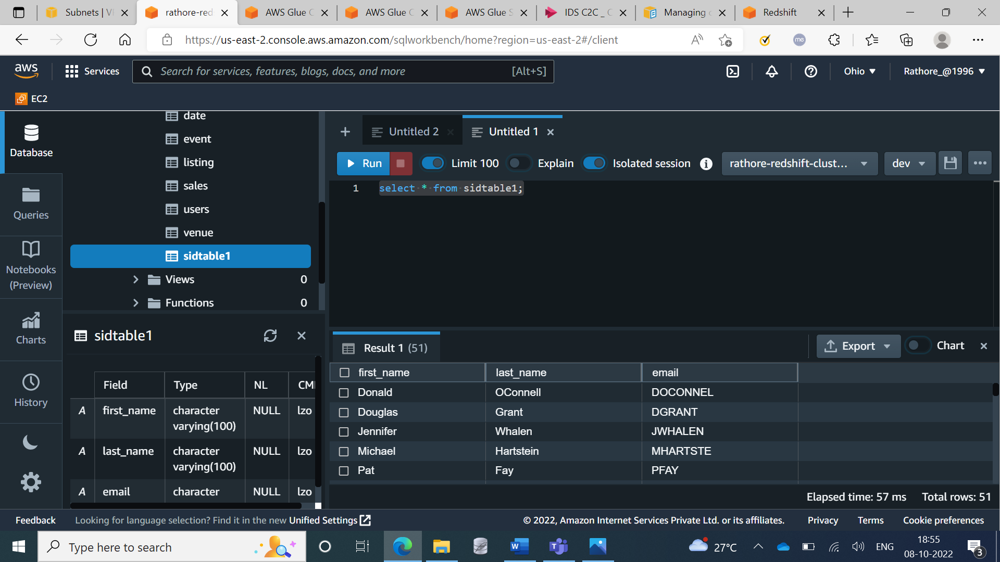 Subnets | V
rathore-red
AWS Glue C
AWS Glue C
AWS Glue S
IDS C2C _ C
Managing
Redshift
https://us-east-2.console.aws.amazon.com/sqlworkbench/home?region=us-east-2#/client
me
aws
Services
Search for services, features, blogs, docs, and more
[Alt+S]
Ohio
Rathore_@1996
EC2
Database
Queries
Notebooks
(Preview)
Charts
History
date
event
listing
sales
users
venue
sidtable1
Views 0
Functions 0
Untitled 2
Untitled 1
Run
Limit 100
Explain
Isolated session
rathore-redshift-clust...
dev
1 select * from sidtable1;
sidtable1
Field Type NL CM
A first_name character varying(100) NULL lzo
A last_name character varying(100) NULL lzo
A email character NULL lzo
Result 1 (51)
Export
Chart
first_name last_name email
Donald OConnell DOCONNEL
Douglas Grant DGRANT
Jennifer Whalen JWHALEN
Michael Hartstein MHARTSTE
Pat Fay PFAY
Elapsed time: 57 ms Total rows: 51
Feedback
Looking for language selection? Find it in the new Unified Settings
© 2022, Amazon Internet Services Private Ltd. or its affiliates.
Privacy
Terms
Cookie preferences
Type here to search
27°C
ENG
18:55
08-10-2022
3